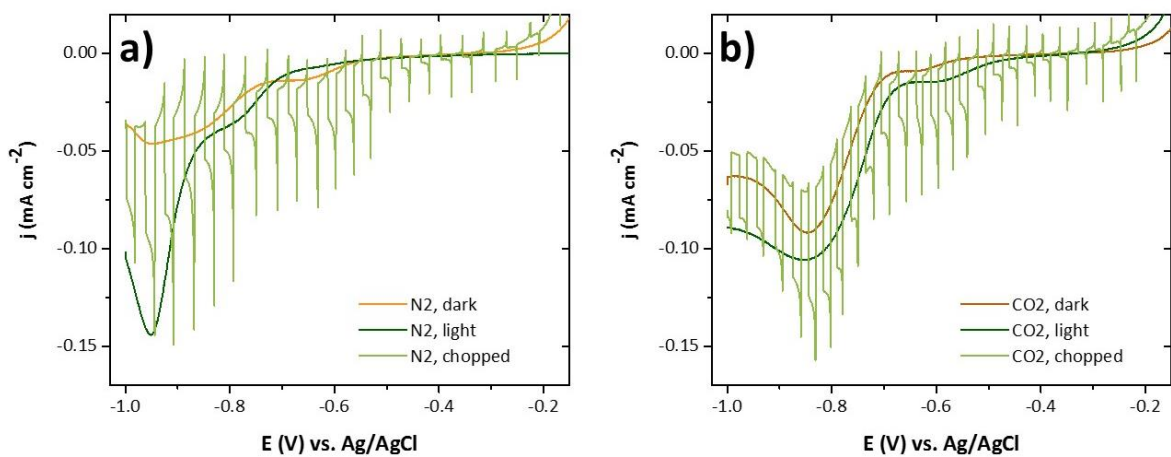 a)
0.00
-0.05
-0.10
-0.15
j (mA cm-2)
N2, dark
N2, light
N2, chopped
-1.0 -0.8 -0.6 -0.4 -0.2
E (V) vs. Ag/AgCl
b)
0.00
-0.05
-0.10
-0.15
j (mA cm-2)
CO2, dark
CO2, light
CO2, chopped
-1.0 -0.8 -0.6 -0.4 -0.2
E (V) vs. Ag/AgCl